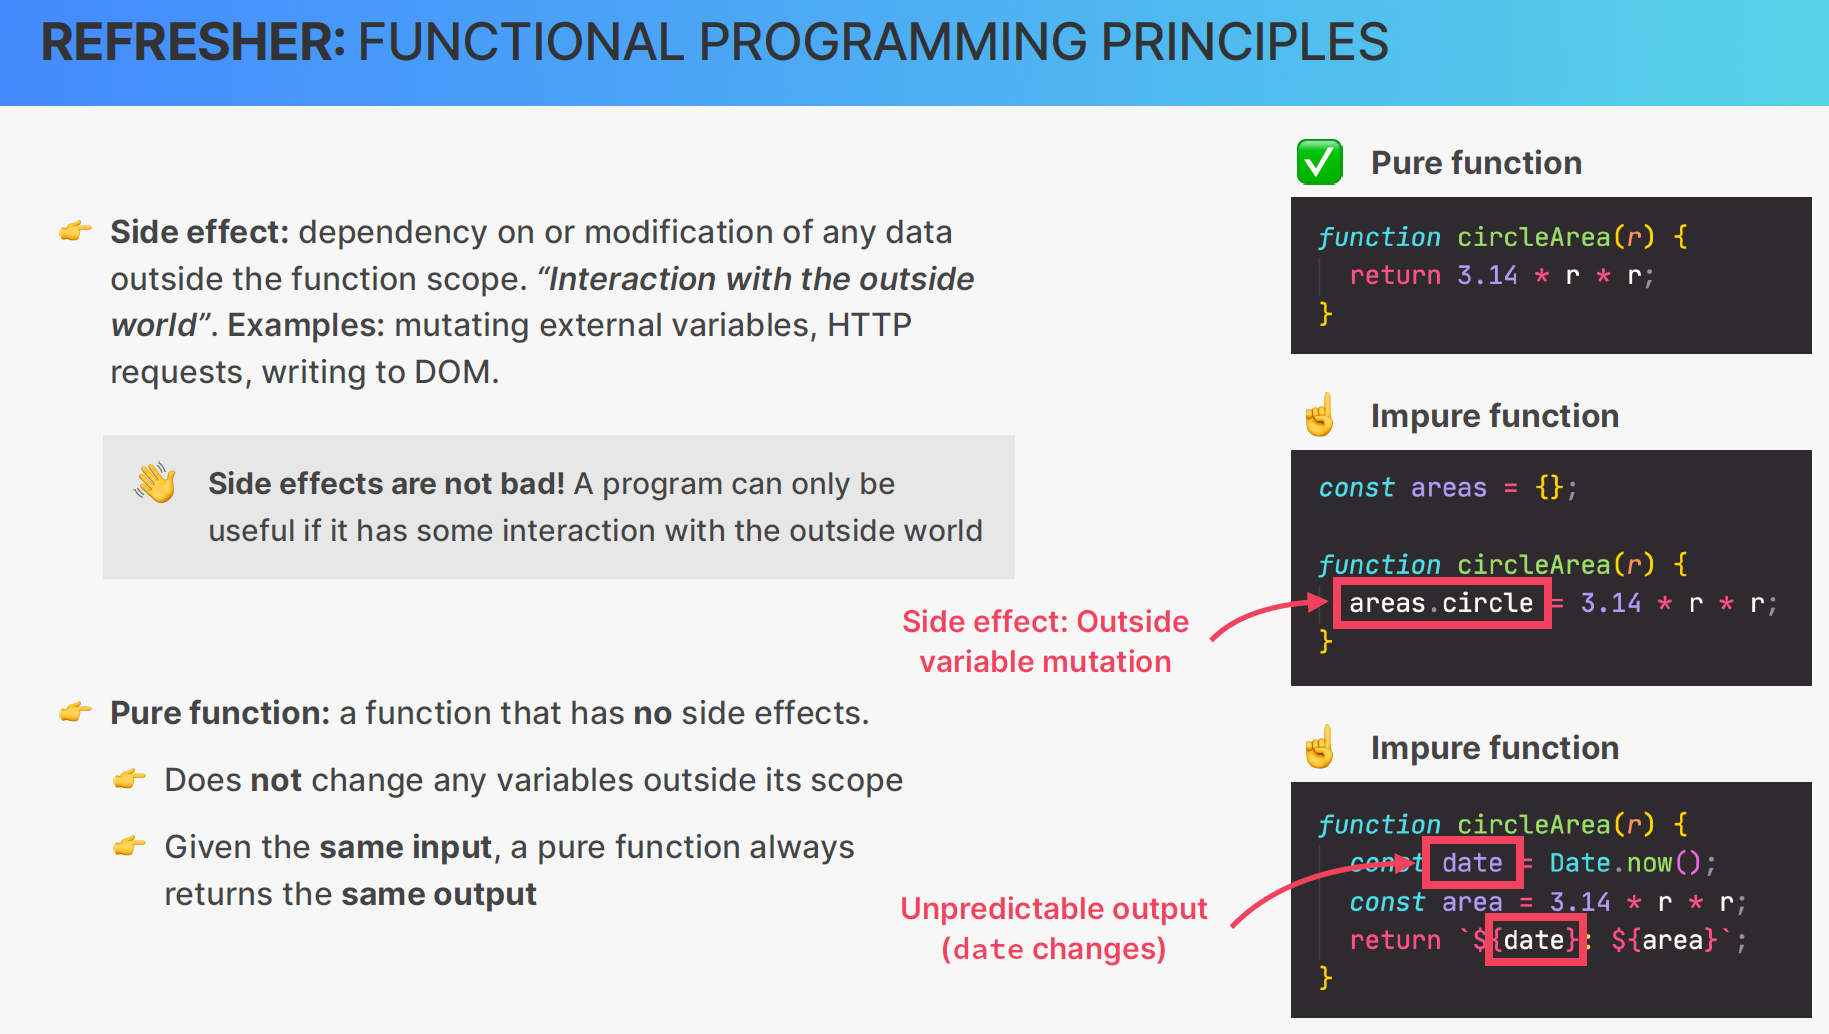 REFRESHER: FUNCTIONAL PROGRAMMING PRINCIPLES
Side effect: dependency on or modification of any data
outside the function scope. “Interaction with the outside
world”. Examples: mutating external variables, HTTP
requests, writing to DOM.
Side effects are not bad! A program can only be
useful if it has some interaction with the outside world
Pure function: a function that has no side effects.
Does not change any variables outside its scope
Given the same input, a pure function always
returns the same output
Pure function
function circleArea(r) {
return 3.14 * r * r;
}
Impure function
const areas = {};
function circleArea(r) {
areas.circle = 3.14 * r * r;
}
Side effect: Outside
variable mutation
Impure function
function circleArea(r) {
const date = Date.now();
const area = 3.14 * r * r;
return `${date}: ${area}`;
}
Unpredictable output
(date changes)